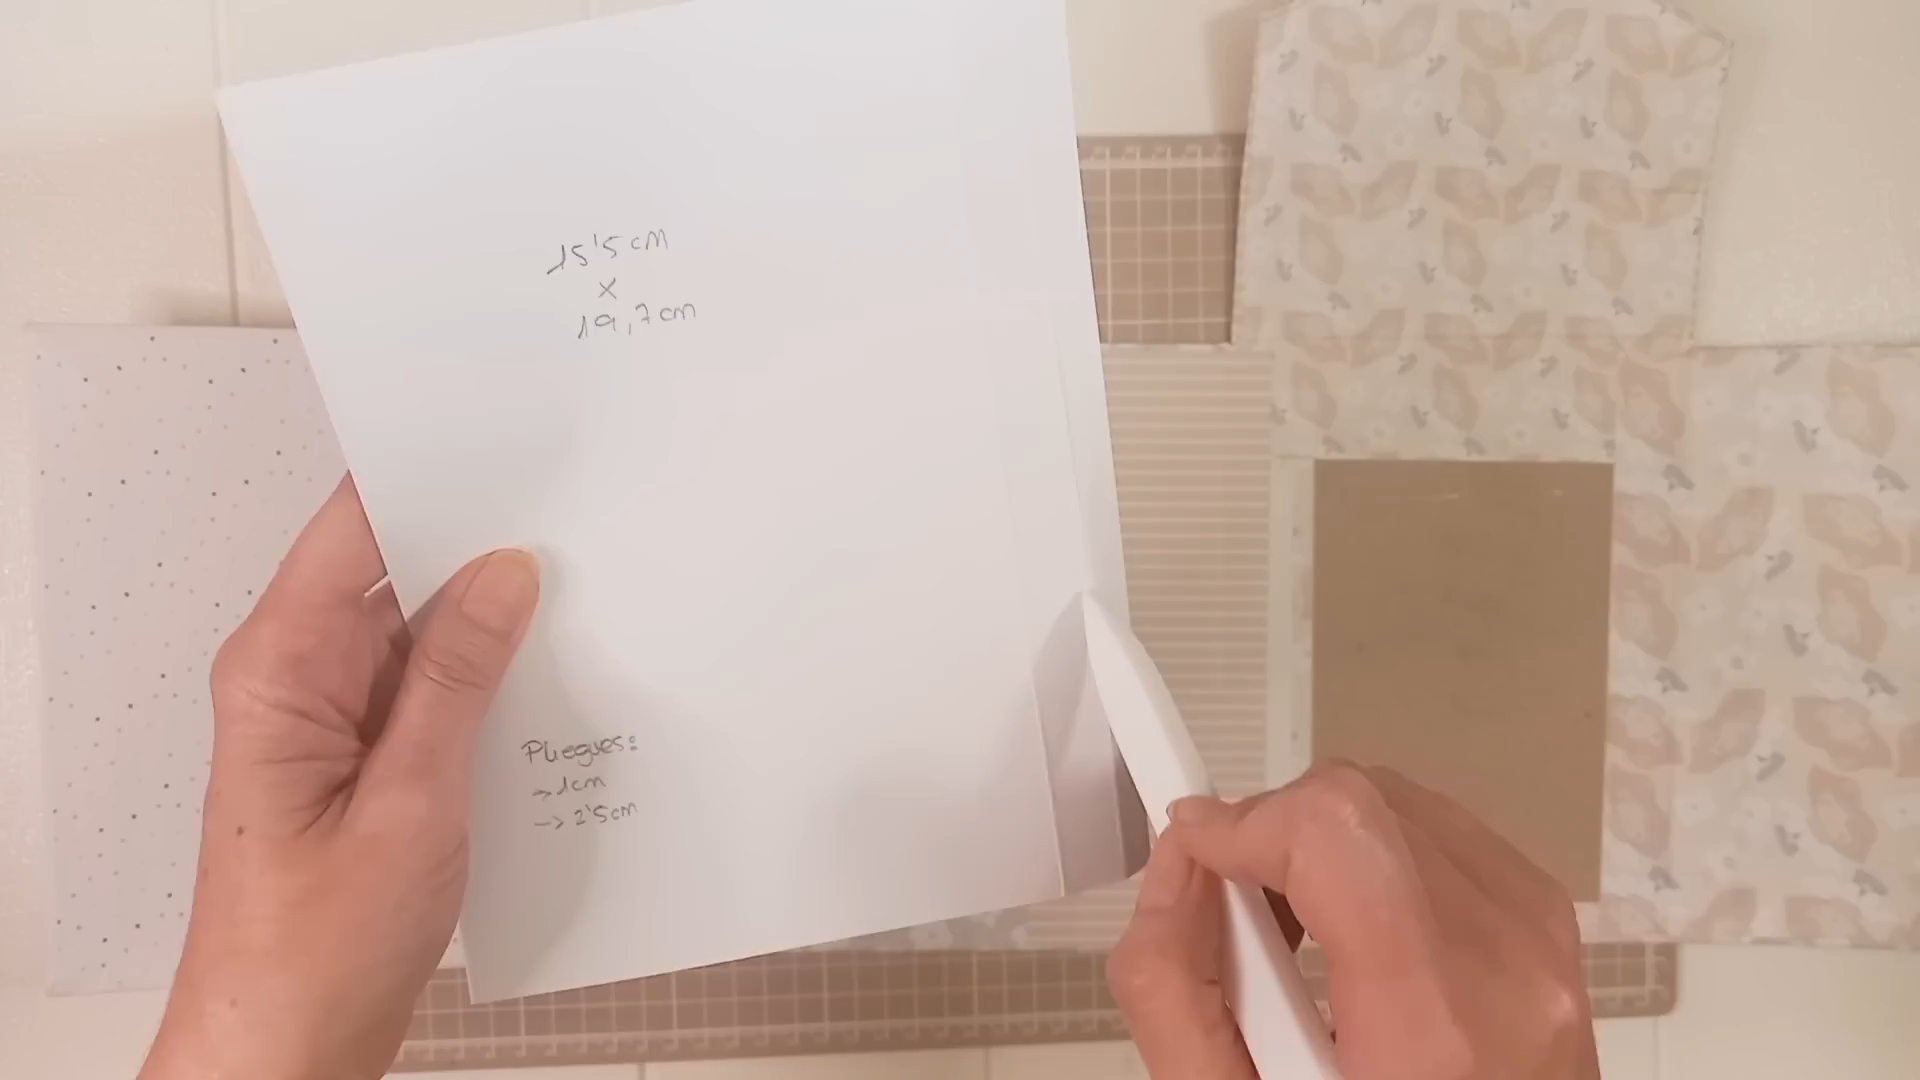 15'5 cm
x
19,7 cm
Pliegues:
→ 1cm
→ 2'5cm